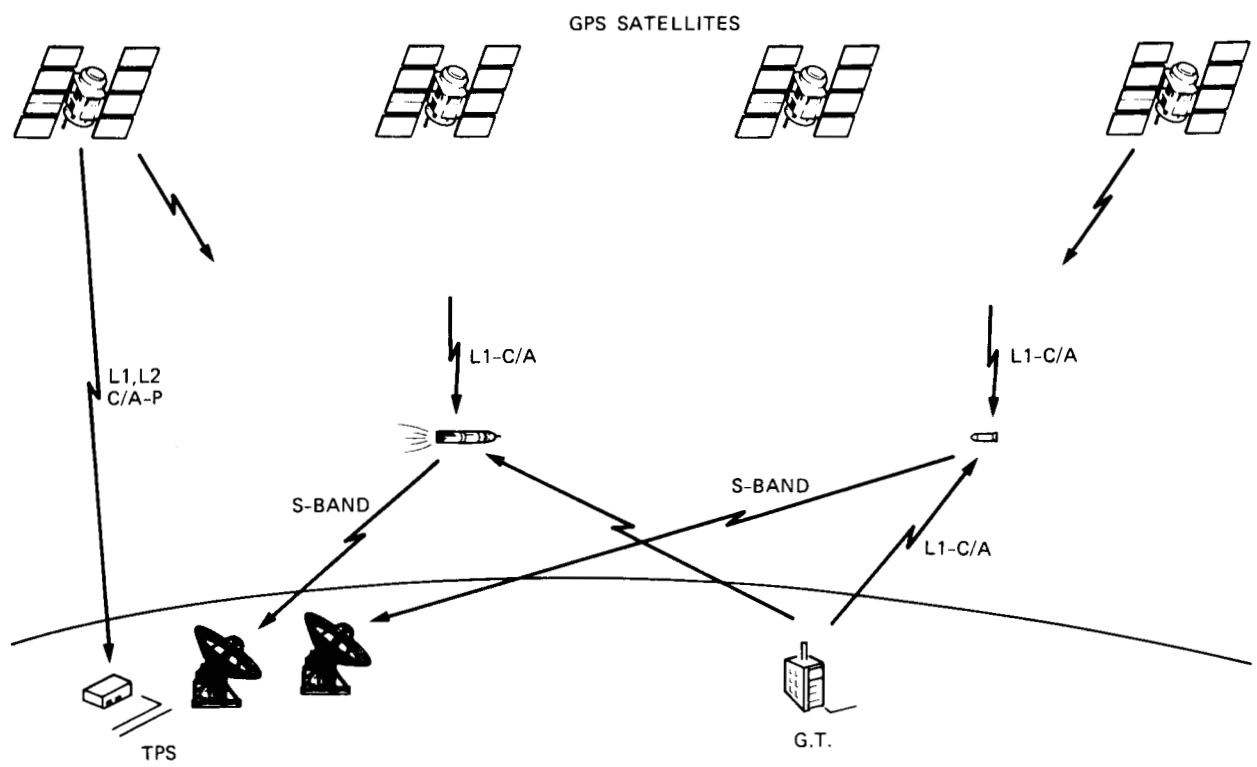 GPS SATELLITES
L1-C/A
L1-C/A
L1,L2
C/A-P
S-BAND
S-BAND
L1-C/A
TPS
G.T.